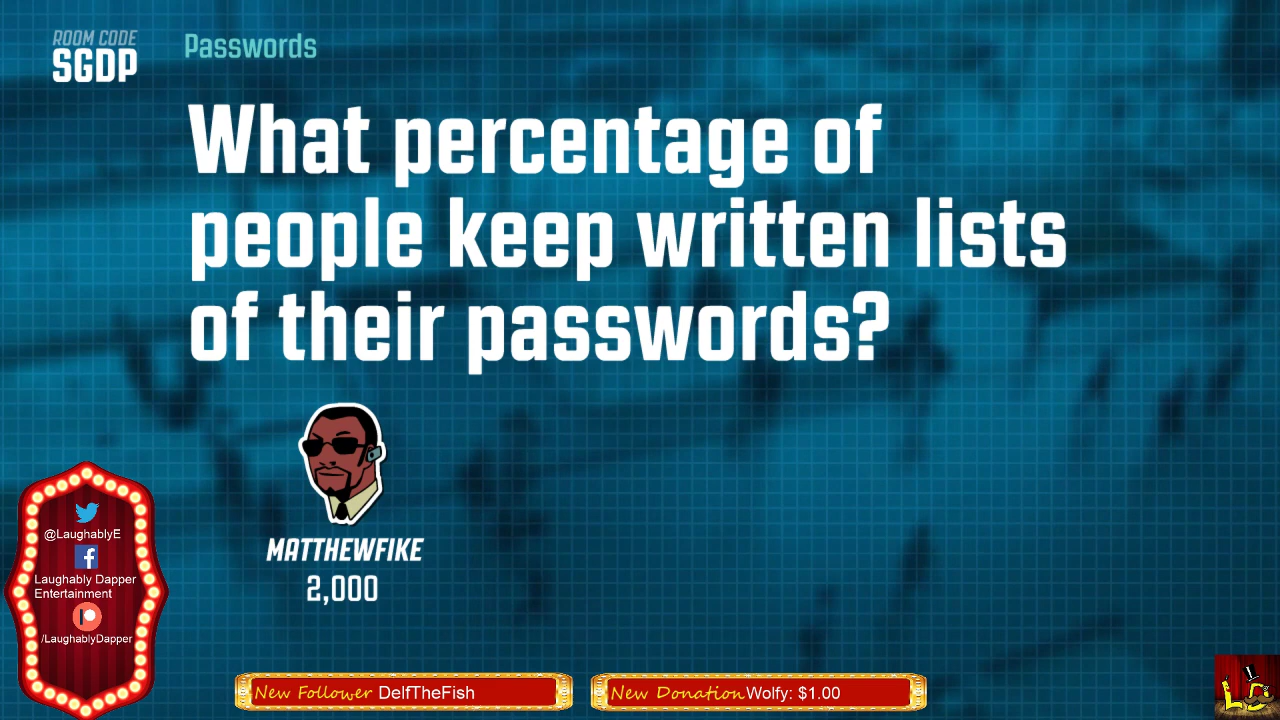 ROOM CODE
SGDP
Passwords
What percentage of
people keep written lists
of their passwords?
MATTHEWFIKE
2,000
@LaughablyE
Laughably Dapper
Entertainment
/LaughablyDapper
New Follower DelfTheFish
New Donation Wolfy: $1.00
LD